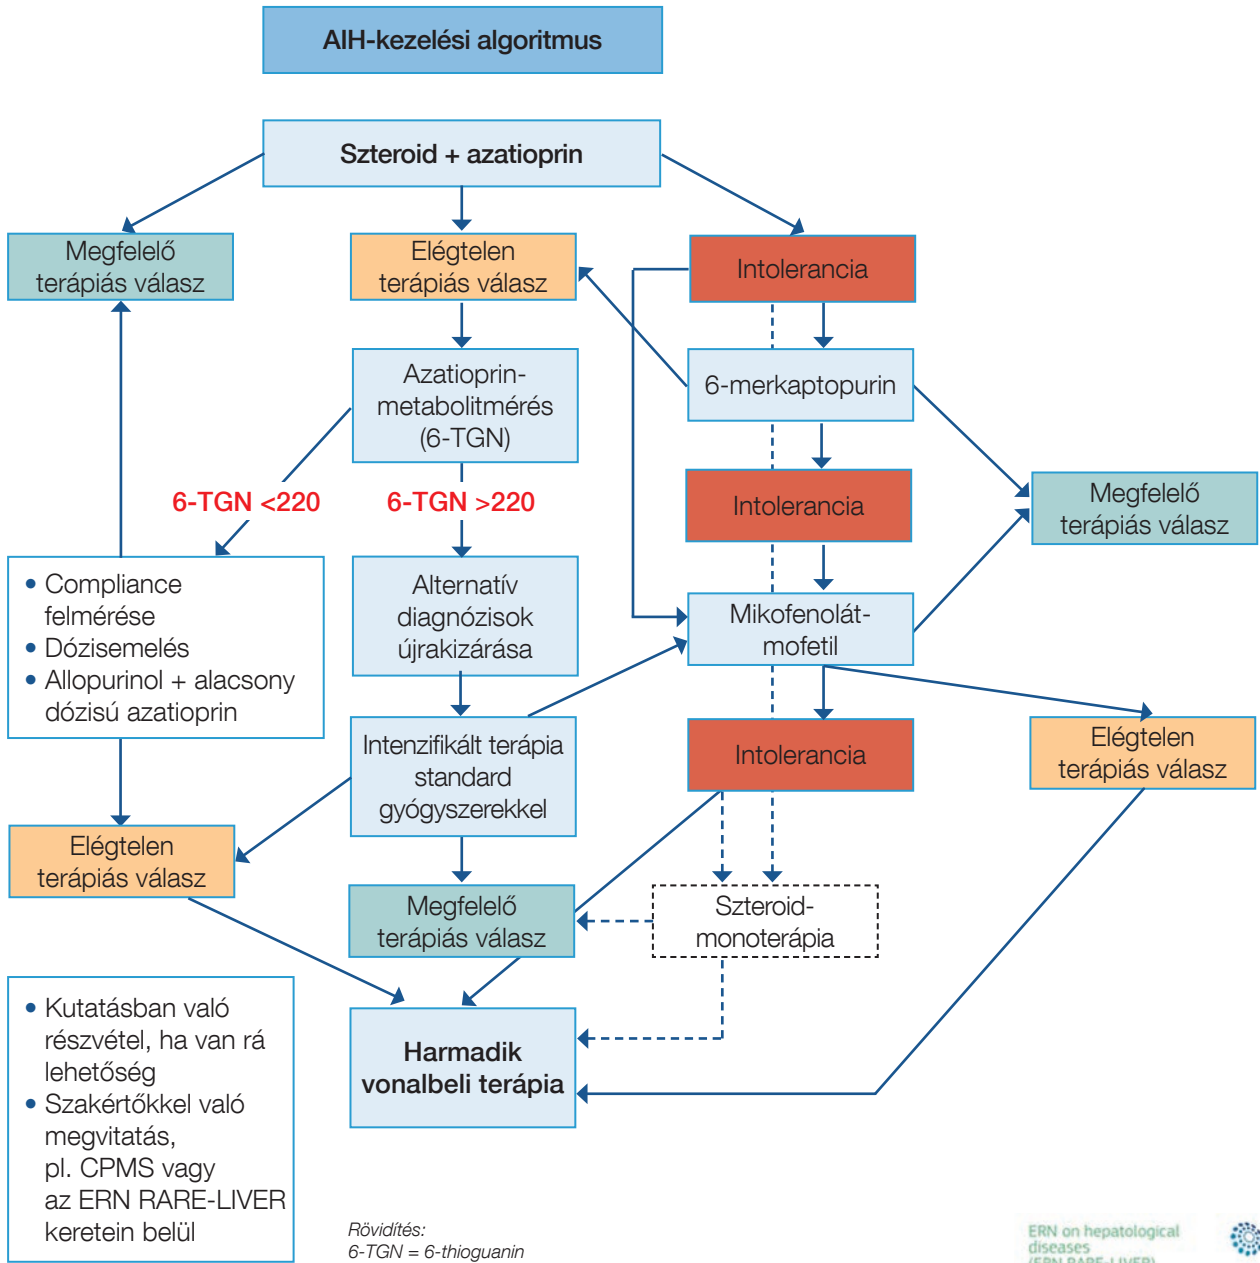 AIH-kezelési algoritmus
Szteroid + azatioprin
Megfelelő
terápiás válasz
Elégtelen
terápiás válasz
Intolerancia
Azatioprin-
metabolitmérés
(6-TGN)
6-merkaptopurin
6-TGN <220
6-TGN >220
Intolerancia
Megfelelő
terápiás válasz
• Compliance
felmérése
• Dózisemelés
• Allopurinol + alacsony
dózisú azatioprin
Alternatív
diagnózisok
újrakizárása
Mikofenolát-
mofetil
Intenzifikált terápia
standard
gyógyszerekkel
Intolerancia
Elégtelen
terápiás válasz
Elégtelen
terápiás válasz
Megfelelő
terápiás válasz
Szteroid-
monoterápia
• Kutatásban való
részvétel, ha van rá
lehetőség
• Szakértőkkel való
megvitatás,
pl. CPMS vagy
az ERN RARE-LIVER
keretein belül
Harmadik
vonalbeli terápia
Rövidítés:
6-TGN = 6-thioguanin
ERN on hepatological
diseases
(ERN RARE-LIVER)